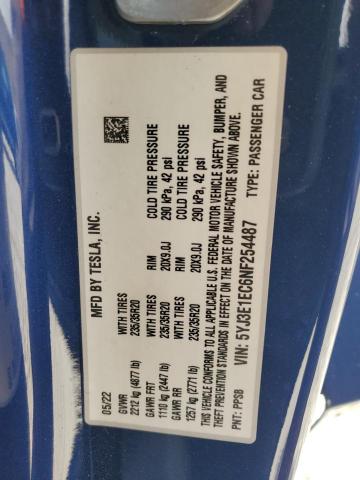 MFD BY TESLA, INC.
05/22
GVWR
2212 kg (4877 lb) WITH TIRES 235/35R20 RIM 20X9.0J COLD TIRE PRESSURE 290 kPa, 42 psi
GAWR FRT
1110 kg (2447 lb) WITH TIRES 235/35R20 RIM 20X9.0J COLD TIRE PRESSURE 290 kPa, 42 psi
GAWR RR
1257 kg (2771 lb) 235/35R20 20X9.0J 290 kPa, 42 psi
THIS VEHICLE CONFORMS TO ALL APPLICABLE U.S. FEDERAL MOTOR VEHICLE SAFETY, BUMPER, AND
THEFT PREVENTION STANDARDS IN EFFECT ON THE DATE OF MANUFACTURE SHOWN ABOVE.
VIN: 5YJ3E1EC6NF254487 TYPE: PASSENGER CAR
PNT: PPSB